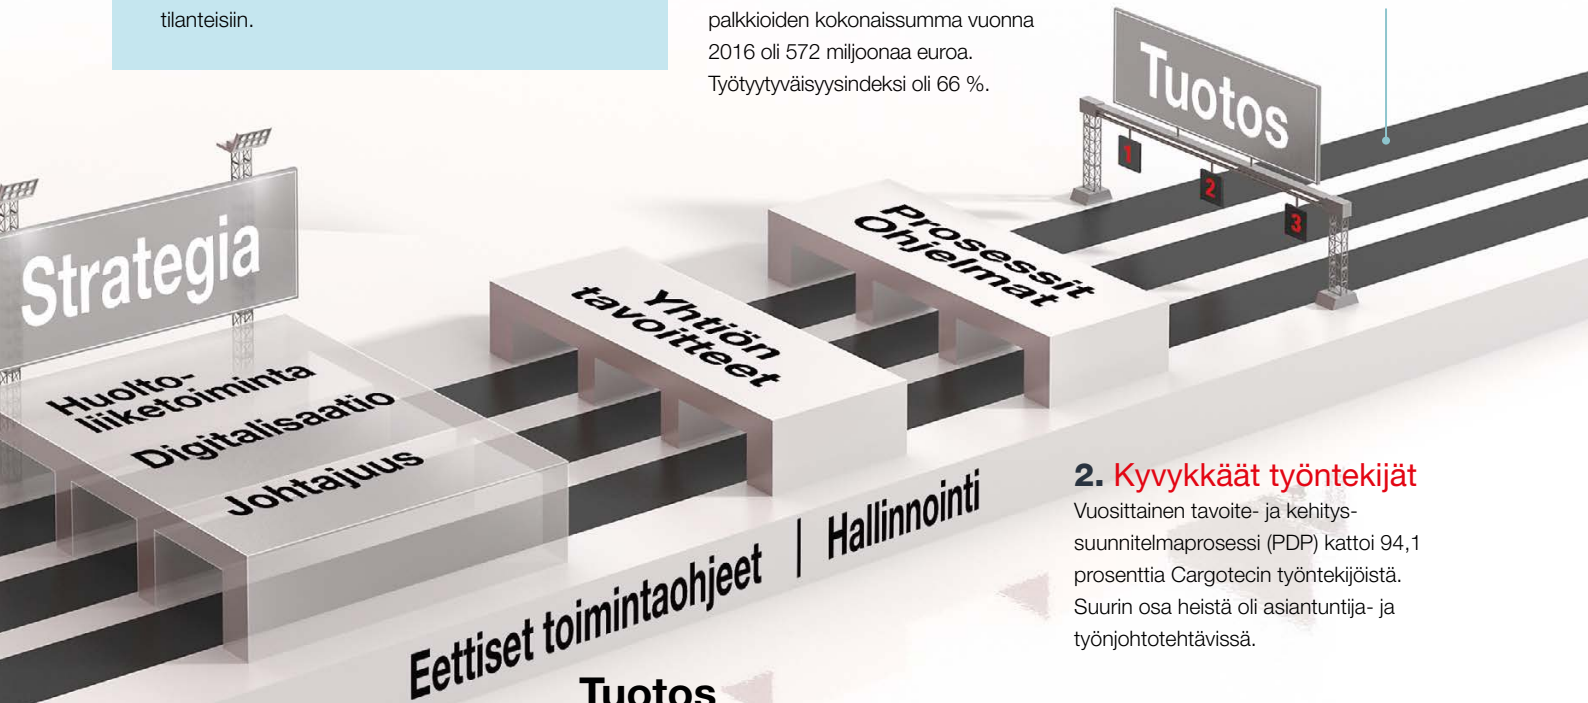 tilanteisiin.
palkkioiden kokonaissumma vuonna
2016 oli 572 miljoonaa euroa.
Työtyytyväisyysindeksi oli 66 %.
Tuotos
1
2
3
Prosessit
Ohjelmat
Yhtiön
tavoitteet
Strategia
Huolto-
liiketoiminta
Digitalisaatio
Johtajuus
Eettiset toimintaohjeet | Hallinnointi
2. Kyvykkäät työntekijät
Vuosittainen tavoite- ja kehitys-
suunnitelmaprosessi (PDP) kattoi 94,1
prosenttia Cargotecin työntekijöistä.
Suurin osa heistä oli asiantuntija- ja
työnjohtotehtävissä.
Tuotos